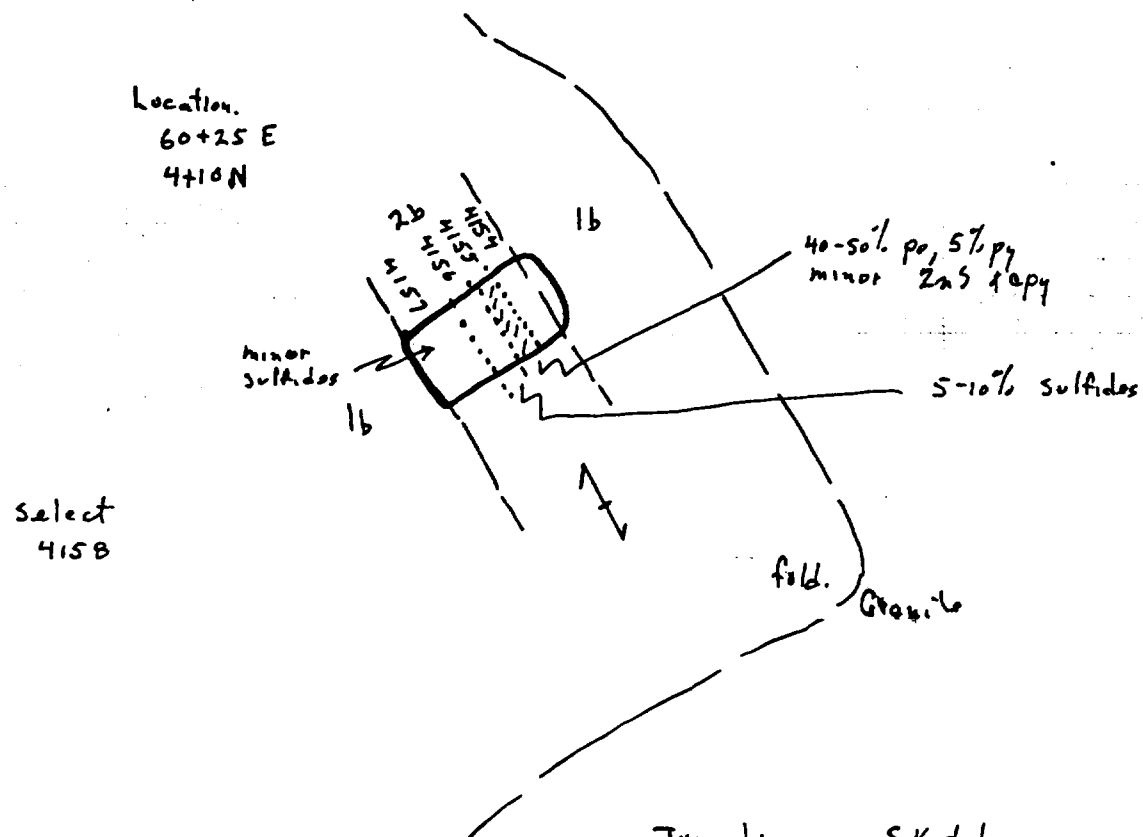 Location.
60+25 E
4+10 N
1b
2b
4154
4155
4156
4157
40-50% po, 5% py
minor ZnS & cpy
minor
sulfides
5-10% sulfides
1b
Select
4158
fold.
Granite